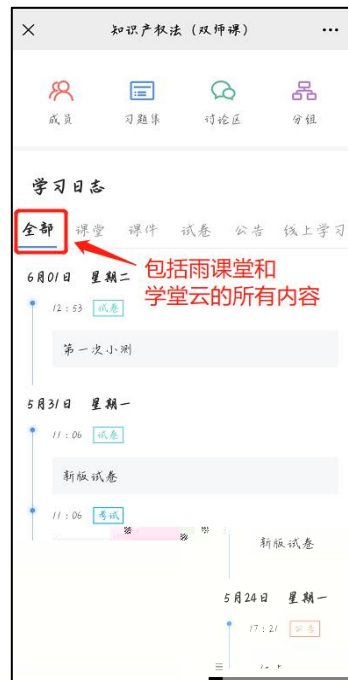 知识产权法（双师课）
成员 习题集 讨论区 分组
学习日志
全部 课堂 课件 试卷 公告 线上学习
包括雨课堂和
学堂云的所有内容
6月01日 星期二
12:53 试卷
第一次小测
5月31日 星期一
11:06 试卷
新版试卷
11:06 考试
新版试卷
5月24日 星期一
17:21 公告